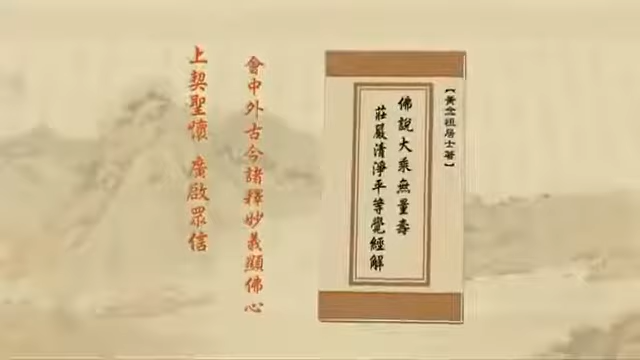 【黃念祖居士著】
佛說大乘無量壽
莊嚴清淨平等覺經解
會中外古今諸釋妙義顯佛心
上契聖懷 廣啟眾信